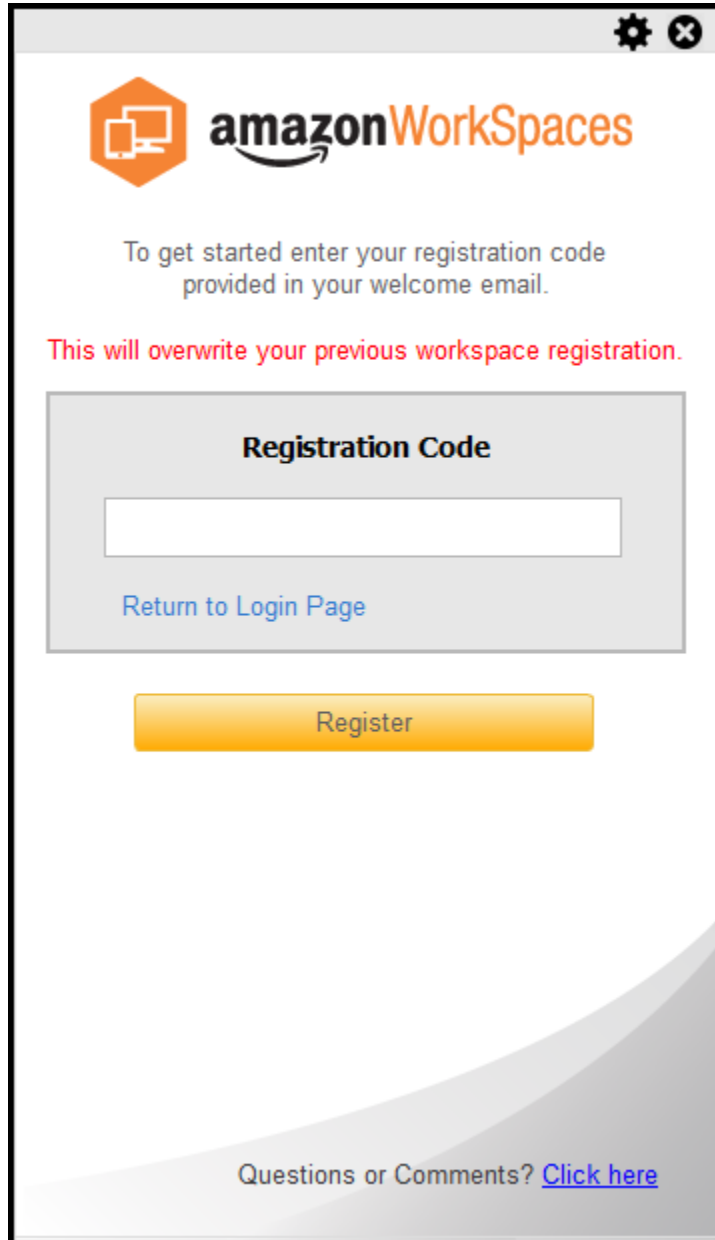 amazonWorkSpaces
To get started enter your registration code
provided in your welcome email.
This will overwrite your previous workspace registration.
Registration Code
Return to Login Page
Register
Questions or Comments? Click here